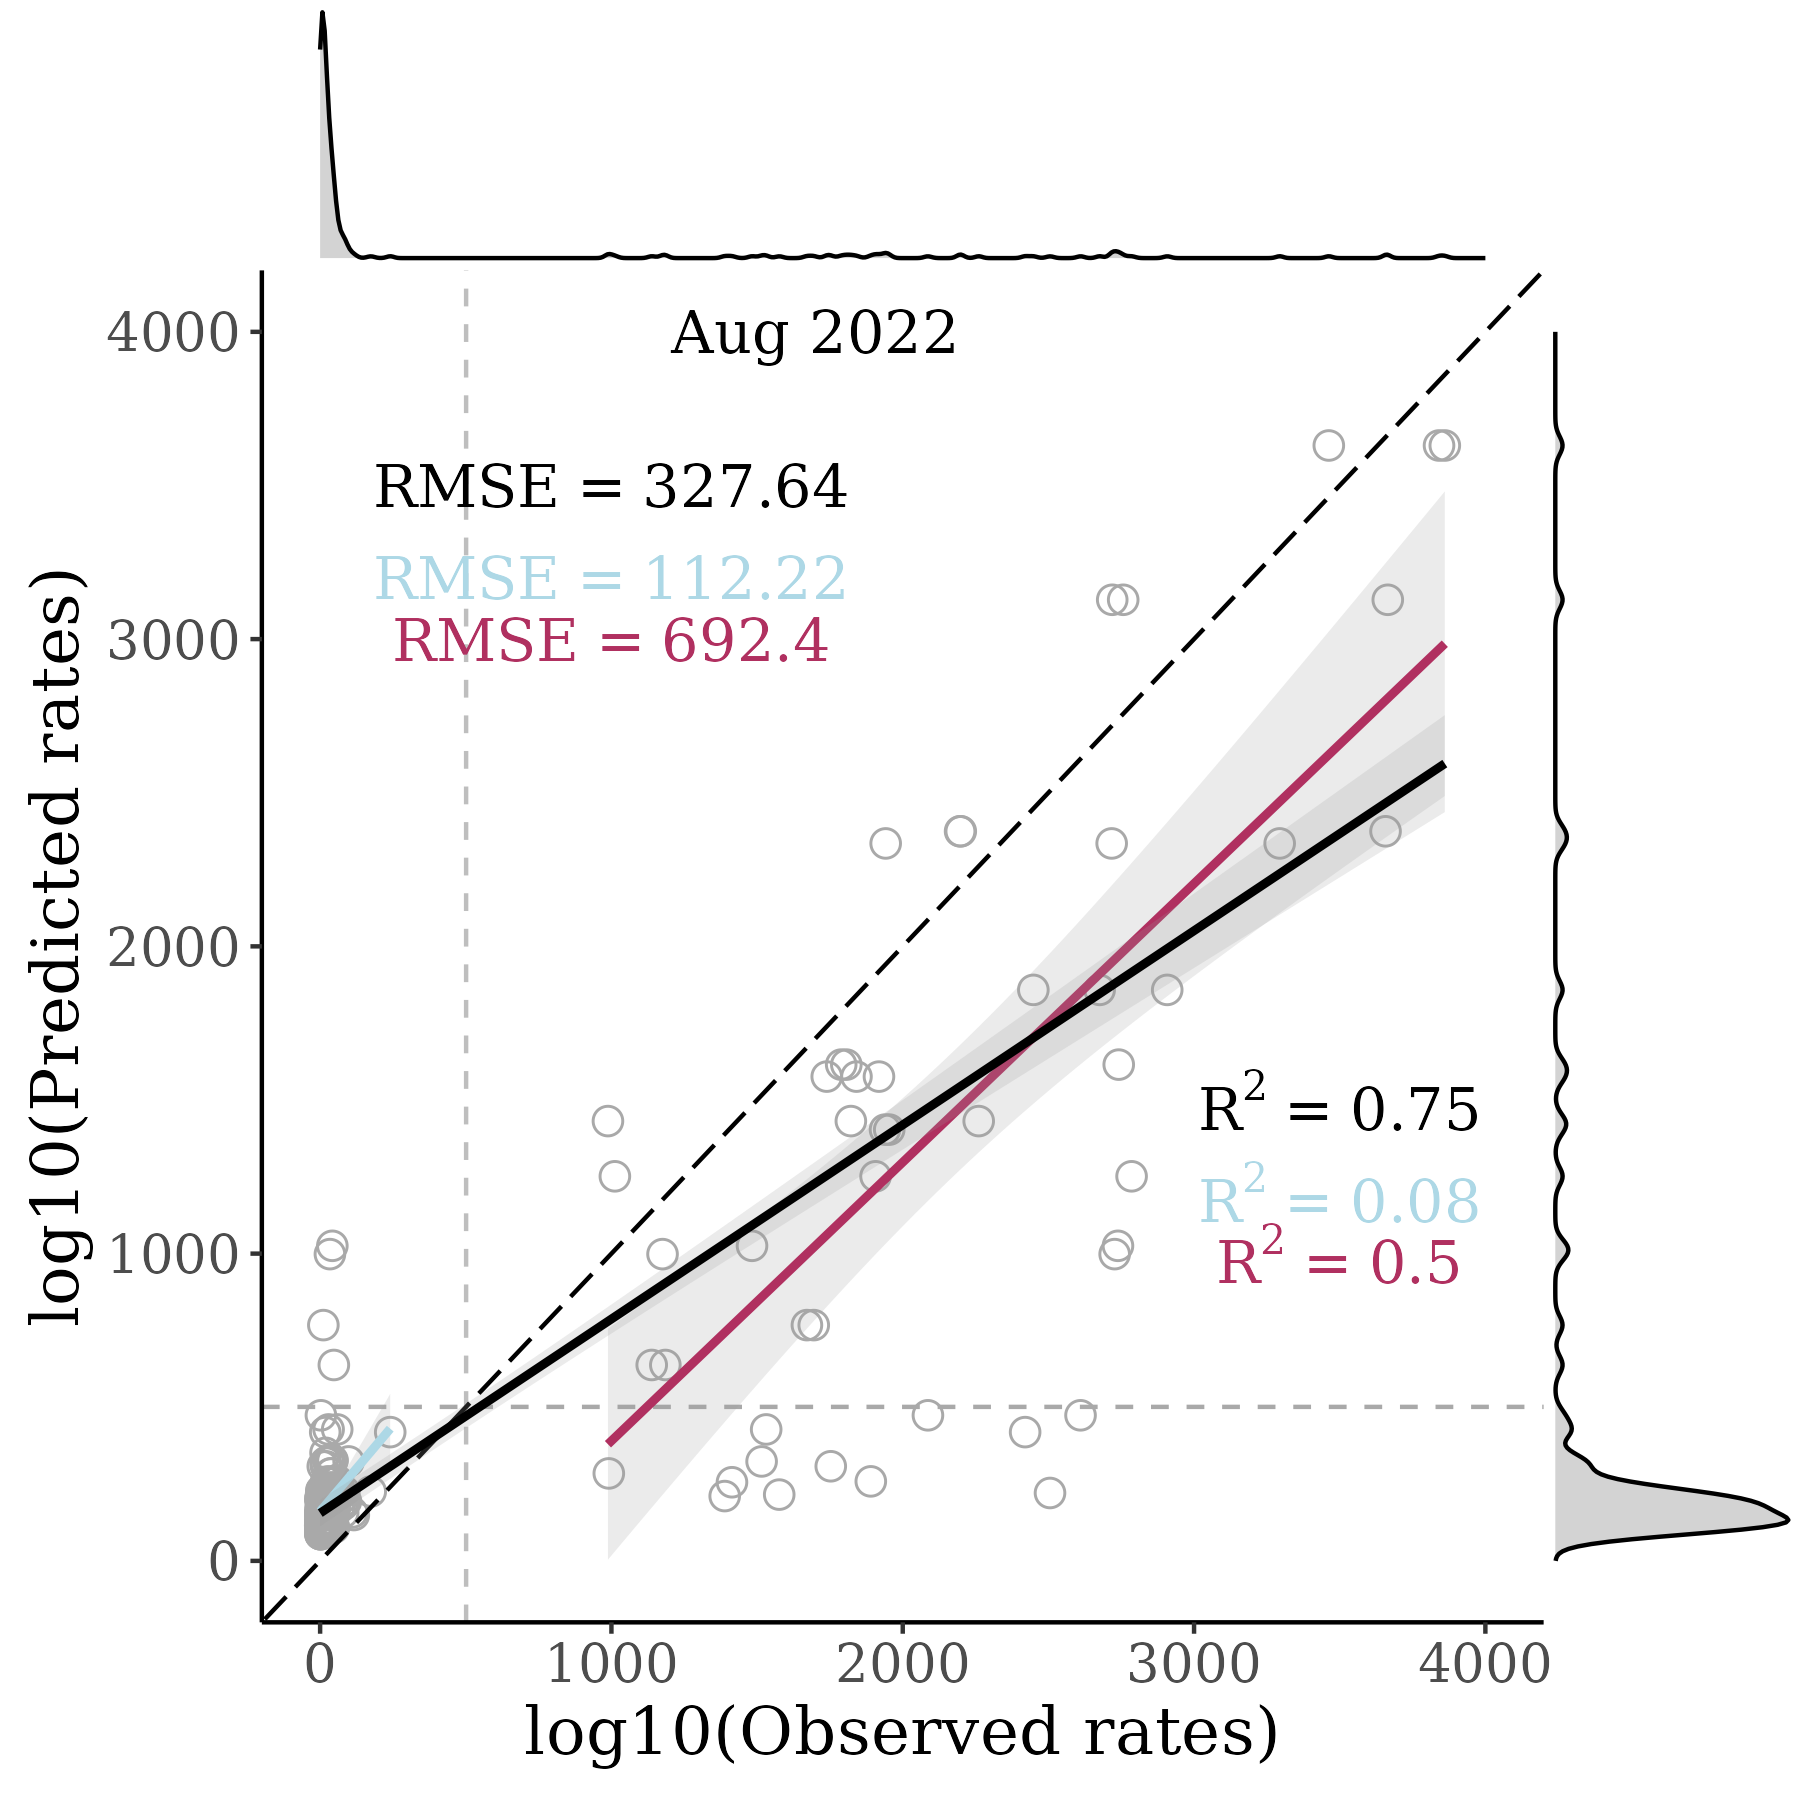 Aug 2022
RMSE = 327.64
RMSE = 112.22
RMSE = 692.4
R² = 0.75
R² = 0.08
R² = 0.5
log10(Predicted rates)
4000
3000
2000
1000
0
0 1000 2000 3000 4000
log10(Observed rates)